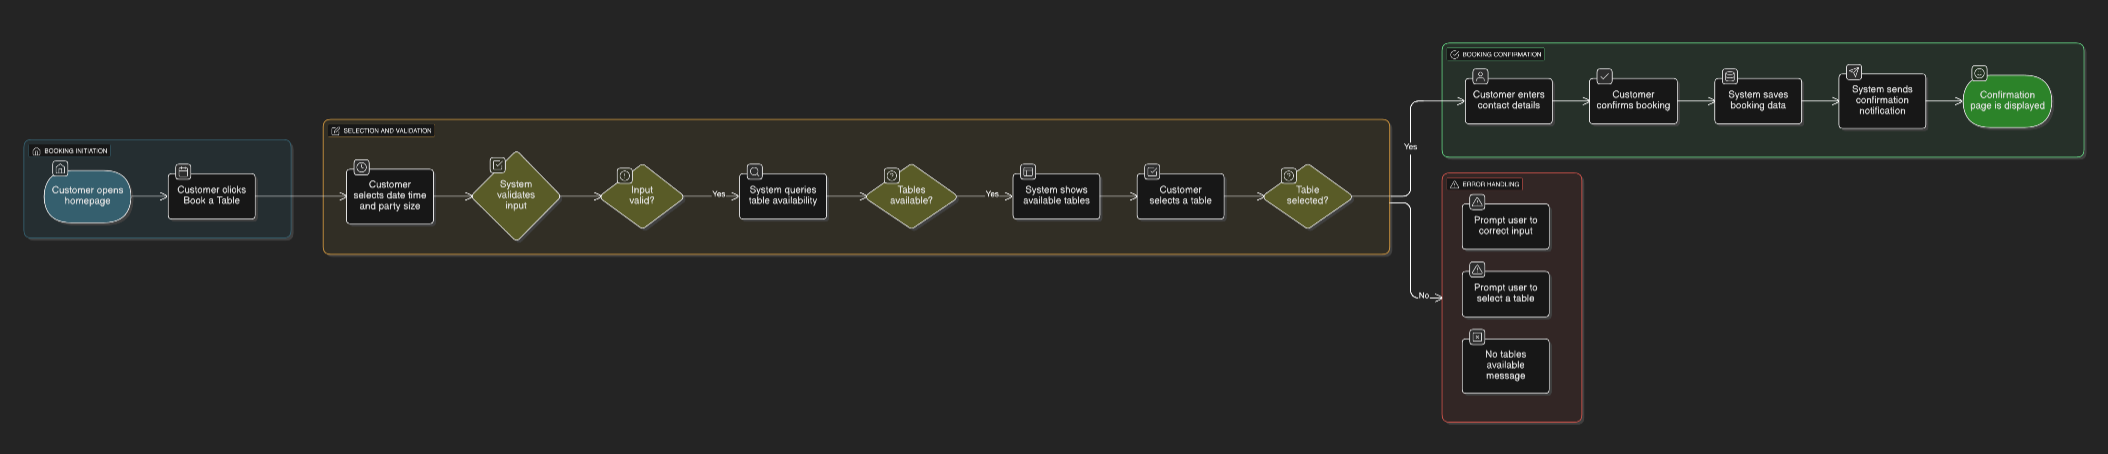 BOOKING INITIATION
Customer opens
homepage
Customer clicks
Book a Table
SELECTION AND VALIDATION
Customer
selects date time
and party size
System
validates
input
Input
valid?
Yes
System queries
table availability
Tables
available?
Yes
System shows
available tables
Customer
selects a table
Table
selected?
Yes
No
BOOKING CONFIRMATION
Customer enters
contact details
Customer
confirms booking
System saves
booking data
System sends
confirmation
notification
Confirmation
page is displayed
ERROR HANDLING
Prompt user to
correct input
Prompt user to
select a table
No tables
available
message